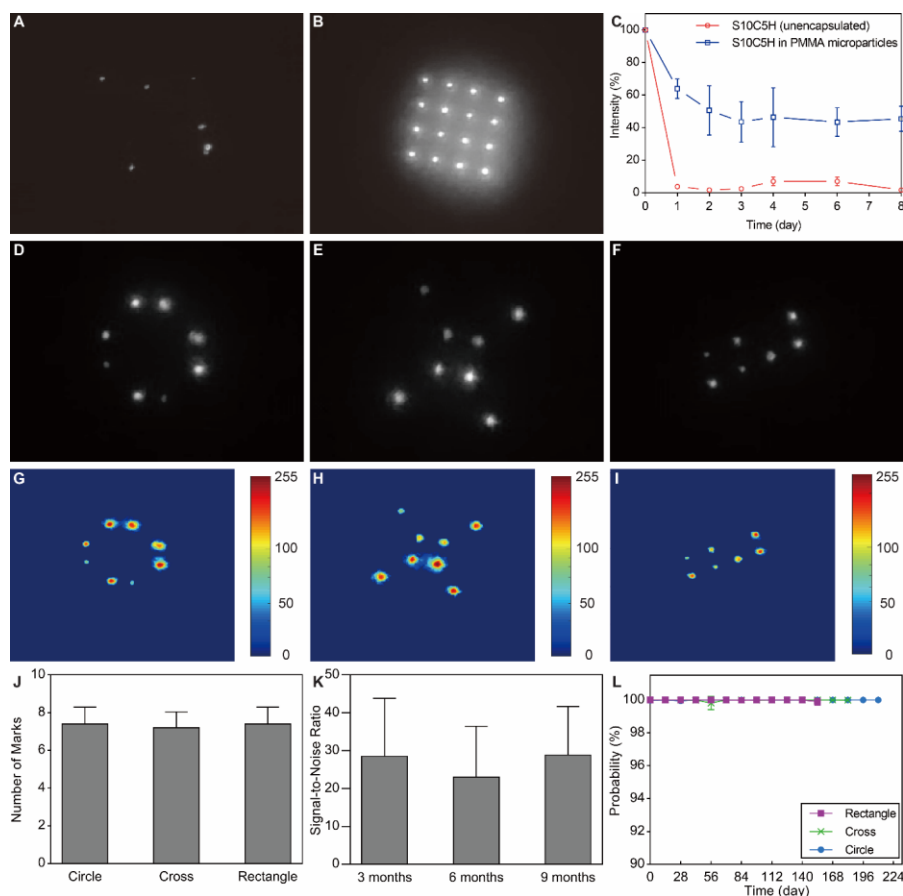 A
B
C
S10C5H (unencapsulated)
S10C5H in PMMA microparticles
Intensity (%)
100
80
60
40
20
0
0 1 2 3 4 5 6 7 8
Time (day)
D
E
F
G
255
100
50
0
H
255
100
50
0
I
255
100
50
0
J
Number of Marks
10
8
6
4
2
0
Circle Cross Rectangle
K
Signal-to-Noise Ratio
50
40
30
20
10
0
3 months 6 months 9 months
L
Probability (%)
100
98
96
94
92
90
Rectangle
Cross
Circle
0 28 56 84 112 140 168 196 224
Time (day)